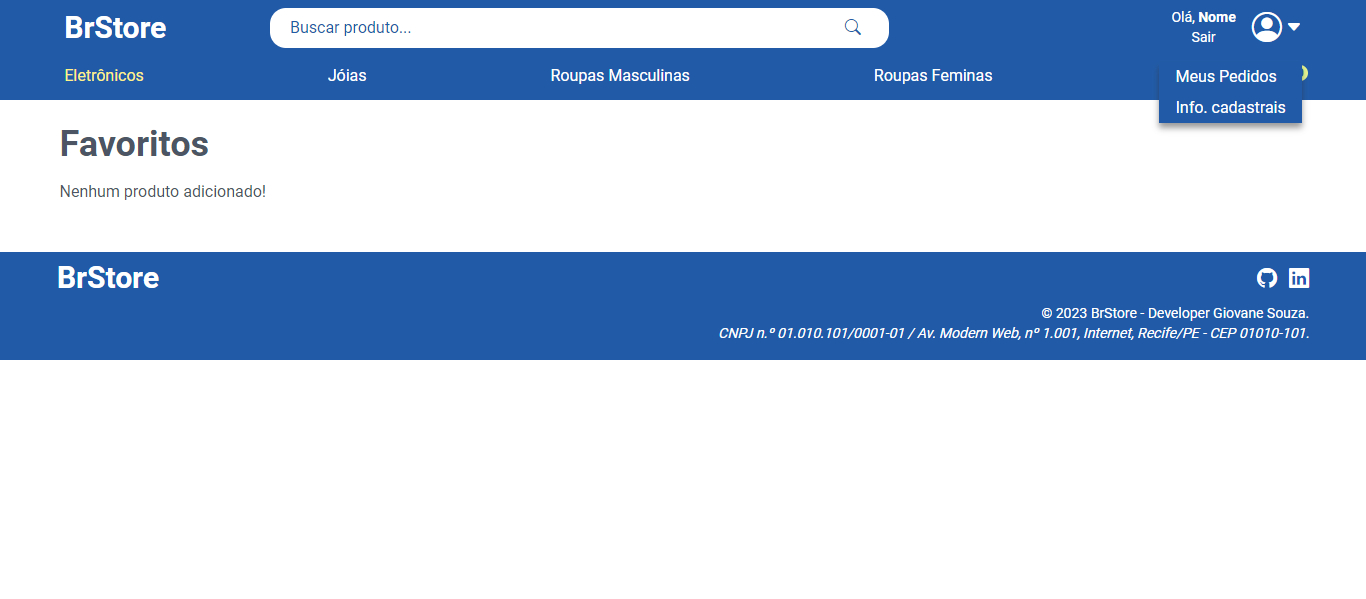 BrStore
Buscar produto...
Olá, Nome
Sair
Eletrônicos
Jóias
Roupas Masculinas
Roupas Feminas
Meus Pedidos
Info. cadastrais
Favoritos
Nenhum produto adicionado!
BrStore
© 2023 BrStore - Developer Giovane Souza.
CNPJ n.º 01.010.101/0001-01 / Av. Modern Web, nº 1.001, Internet, Recife/PE - CEP 01010-101.